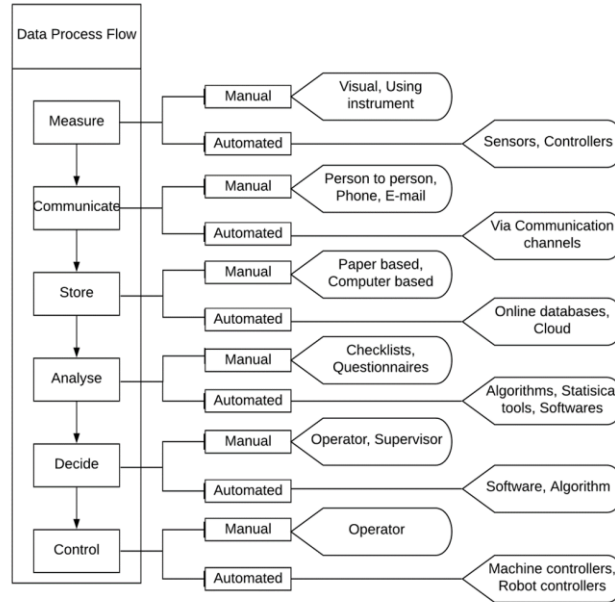 Data Process Flow
Measure
Manual
Visual, Using
instrument
Automated
Sensors, Controllers
Communicate
Manual
Person to person,
Phone, E-mail
Automated
Via Communication
channels
Store
Manual
Paper based,
Computer based
Automated
Online databases,
Cloud
Analyse
Manual
Checklists,
Questionnaires
Automated
Algorithms, Statisica
tools, Softwares
Decide
Manual
Operator, Supervisor
Automated
Software, Algorithm
Control
Manual
Operator
Automated
Machine controllers,
Robot controllers